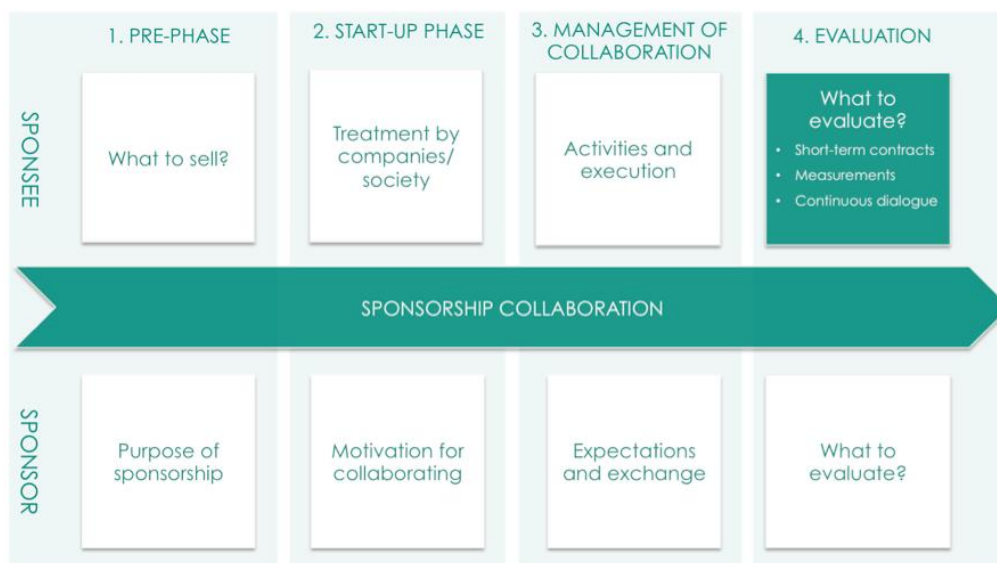 1. PRE-PHASE
2. START-UP PHASE
3. MANAGEMENT OF
COLLABORATION
4. EVALUATION
SPONSEE
What to sell?
Treatment by
companies/
society
Activities and
execution
What to
evaluate?
• Short-term contracts
• Measurements
• Continuous dialogue
SPONSORSHIP COLLABORATION
SPONSOR
Purpose of
sponsorship
Motivation for
collaborating
Expectations
and exchange
What to
evaluate?